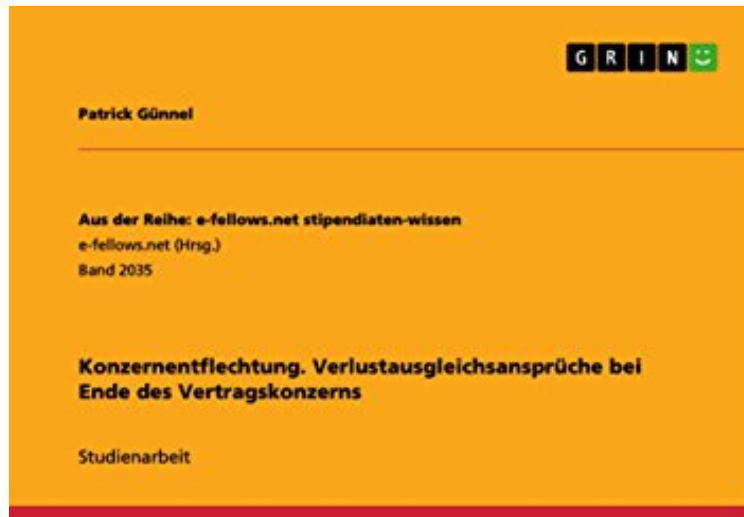 GRIN
Patrick Günnel
Aus der Reihe: e-fellows.net stipendiaten-wissen
e-fellows.net (Hrsg.)
Band 2035
Konzernentflechtung. Verlustausgleichsansprüche bei
Ende des Vertragskonzerns
Studienarbeit